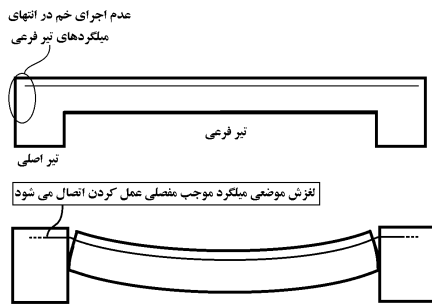 عدم اجرای خم در انتهای
میلگردهای تیر فرعی
تیر فرعی
تیر اصلی
لغزش موضعی میلگرد موجب مفصلی عمل کردن اتصال می شود